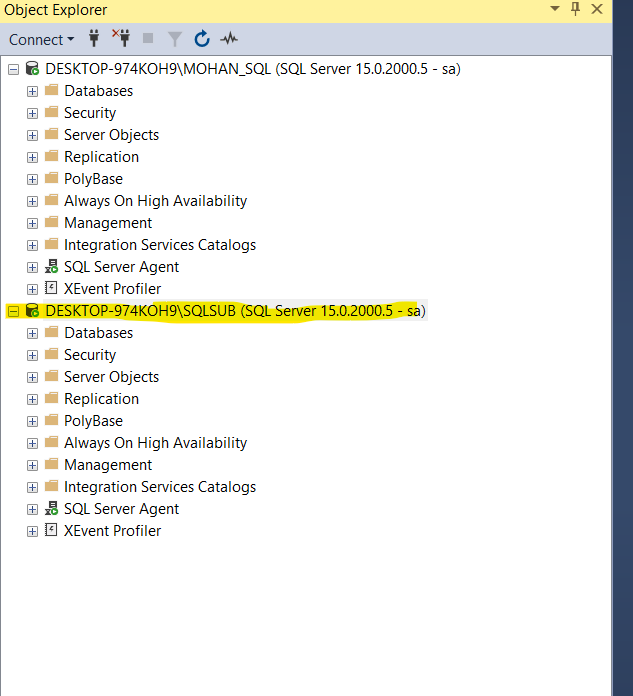 Object Explorer
Connect
DESKTOP-974KOH9\MOHAN_SQL (SQL Server 15.0.2000.5 - sa)
Databases
Security
Server Objects
Replication
PolyBase
Always On High Availability
Management
Integration Services Catalogs
SQL Server Agent
XEvent Profiler
DESKTOP-974KOH9\SQLSUB (SQL Server 15.0.2000.5 - sa)
Databases
Security
Server Objects
Replication
PolyBase
Always On High Availability
Management
Integration Services Catalogs
SQL Server Agent
XEvent Profiler